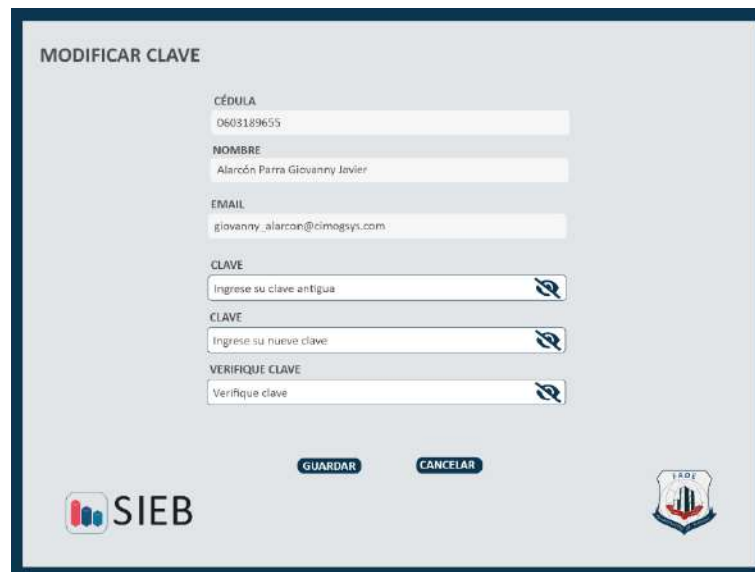 MODIFICAR CLAVE
CÉDULA
0603189655
NOMBRE
Alarcón Parra Giovanny Javier
EMAIL
giovanny_alarcon@cimogsys.com
CLAVE
Ingrese su clave antigua
CLAVE
Ingrese su nueve clave
VERIFIQUE CLAVE
Verifique clave
GUARDAR
CANCELAR
SIEB